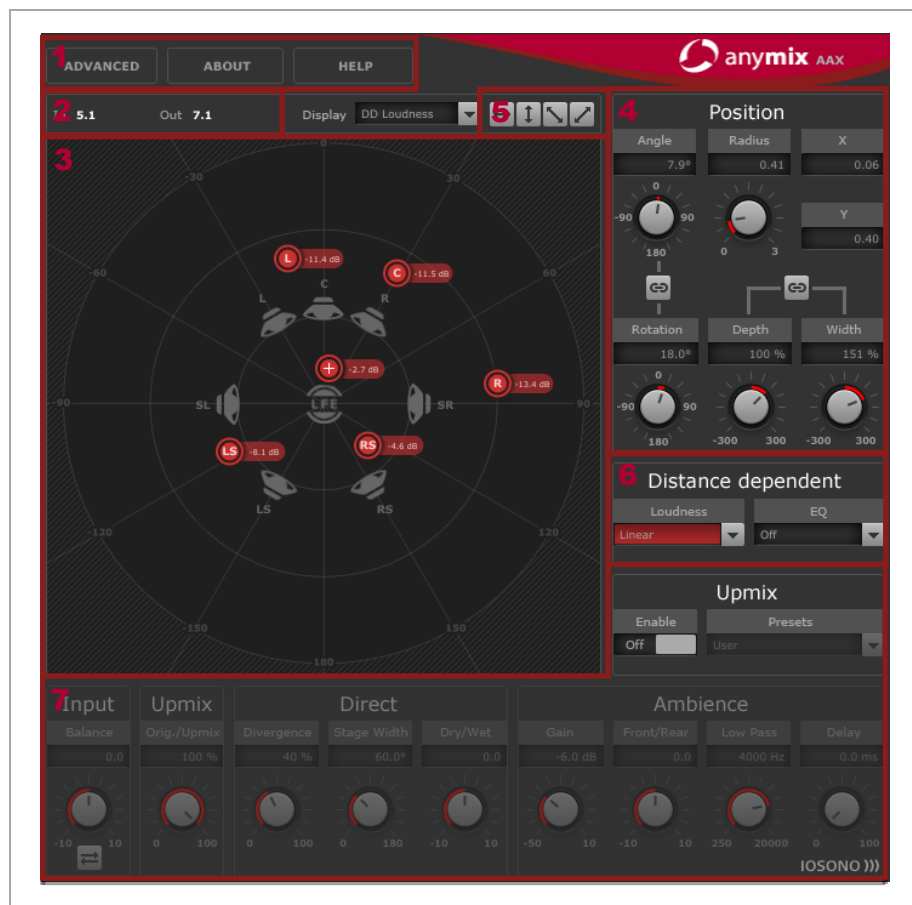 1
ADVANCED ABOUT HELP
anymix AAX
2 5.1 Out 7.1
Display DD Loudness
5
4 Position
Angle Radius X
7.9° 0.41 0.06
0
-90 90
180
0 3
Y
0.40
Rotation Depth Width
18.0° 100 % 151 %
0
-90 90
180
-300 300
-300 300
3
0
-30 30
-60 60
-90 -90
-120 120
-150 150
180
L -11.4 dB
C -11.5 dB
L C R
-2.7 dB
R -13.4 dB
SL LFE SR
LS -8.1 dB
RS -4.6 dB
LS RS
6 Distance dependent
Loudness EQ
Linear Off
Upmix
Enable Presets
Off User
7
Input Upmix Direct Ambience
Balance Orig./Upmix Divergence Stage Width Dry/Wet Gain Front/Rear Low Pass Delay
0.0 100 % 40 % 60.0° 0.0 -6.0 dB 0.0 4000 Hz 0.0 ms
-10 10 0 100 0 100 0 180 -10 10 -50 10 -10 10 250 20000 0 100
IOSONO )))